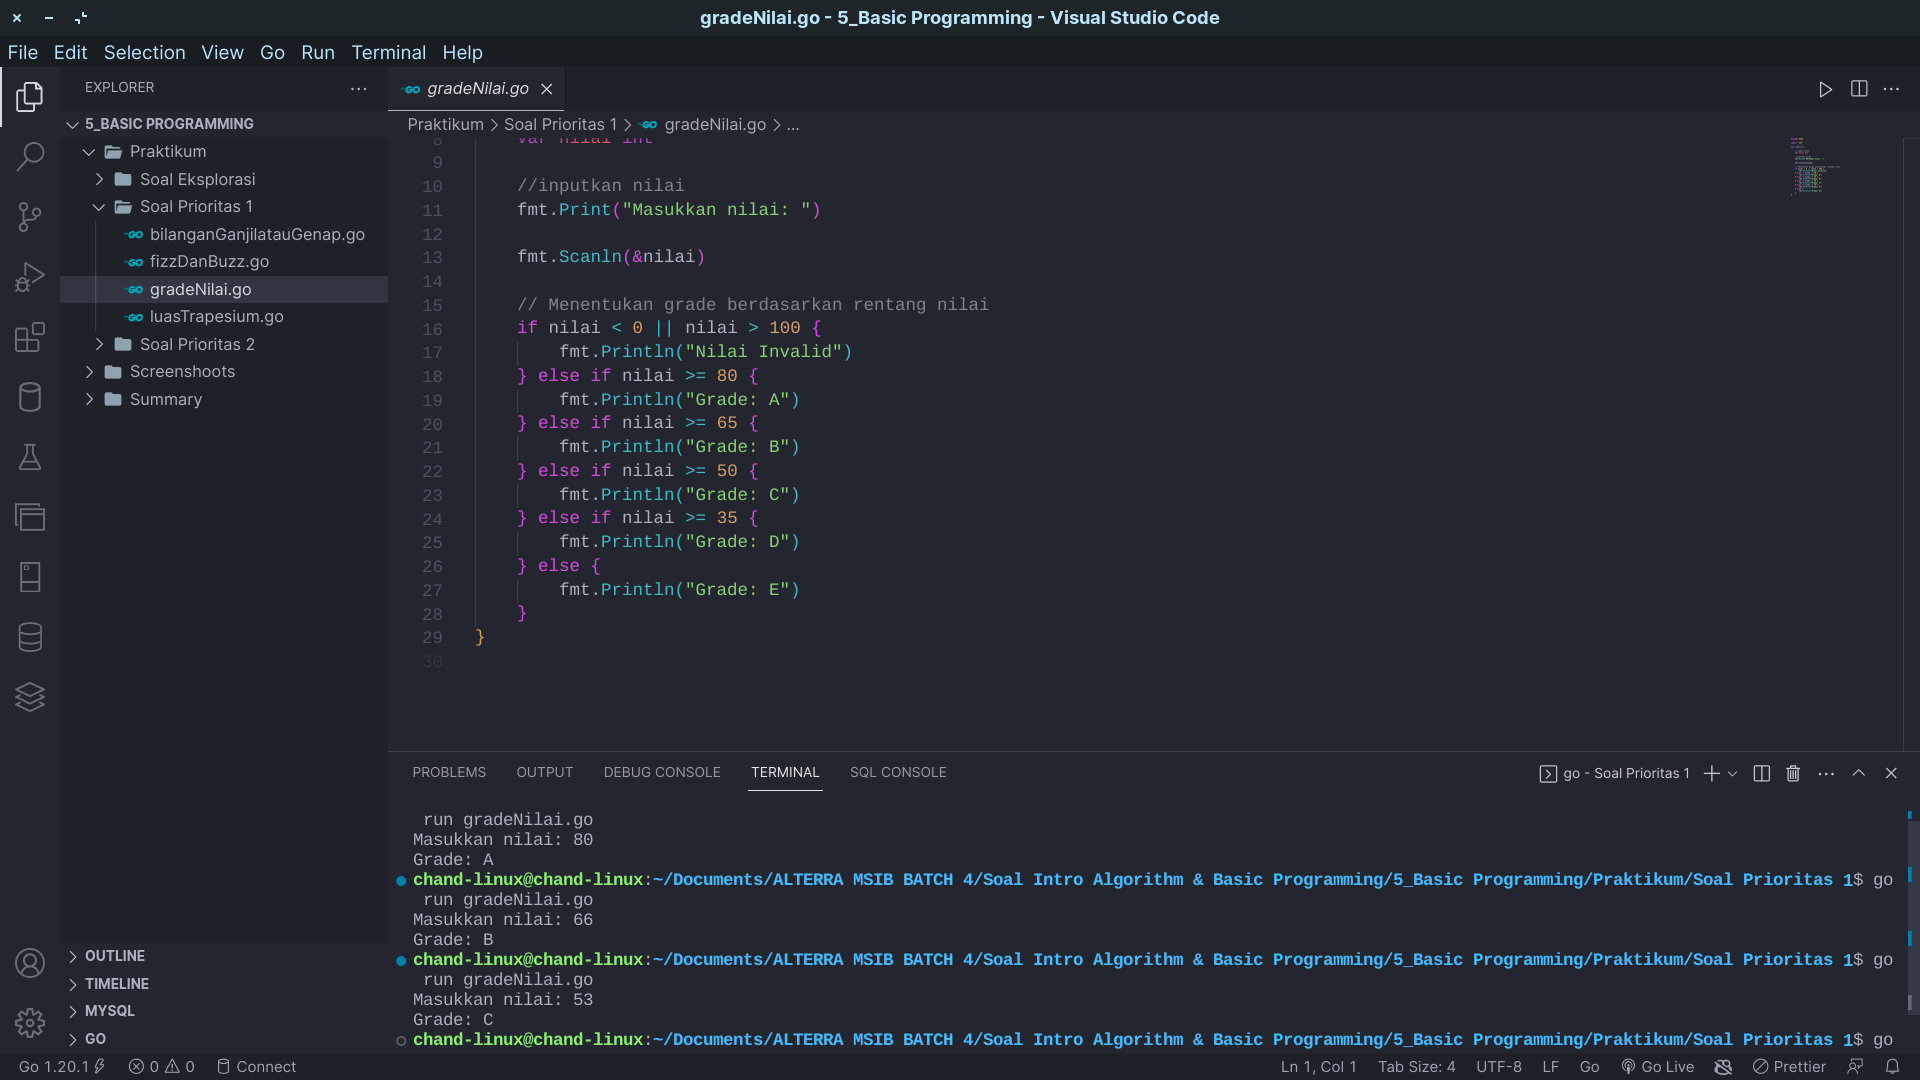 gradeNilai.go - 5_Basic Programming - Visual Studio Code
File Edit Selection View Go Run Terminal Help
EXPLORER
5_BASIC PROGRAMMING
Praktikum
Soal Eksplorasi
Soal Prioritas 1
bilanganGanjilatauGenap.go
fizzDanBuzz.go
gradeNilai.go
luasTrapesium.go
Soal Prioritas 2
Screenshoots
Summary
OUTLINE
TIMELINE
MYSQL
GO
gradeNilai.go
Praktikum > Soal Prioritas 1 > gradeNilai.go > ...
8 var nilai int
9
10 //inputkan nilai
11 fmt.Print("Masukkan nilai: ")
12
13 fmt.Scanln(&nilai)
14
15 // Menentukan grade berdasarkan rentang nilai
16 if nilai < 0 || nilai > 100 {
17 fmt.Println("Nilai Invalid")
18 } else if nilai >= 80 {
19 fmt.Println("Grade: A")
20 } else if nilai >= 65 {
21 fmt.Println("Grade: B")
22 } else if nilai >= 50 {
23 fmt.Println("Grade: C")
24 } else if nilai >= 35 {
25 fmt.Println("Grade: D")
26 } else {
27 fmt.Println("Grade: E")
28 }
29 }
30
PROBLEMS OUTPUT DEBUG CONSOLE TERMINAL SQL CONSOLE
go - Soal Prioritas 1
run gradeNilai.go
Masukkan nilai: 80
Grade: A
chand-linux@chand-linux:~/Documents/ALTERRA MSIB BATCH 4/Soal Intro Algorithm & Basic Programming/5_Basic Programming/Praktikum/Soal Prioritas 1$ go
run gradeNilai.go
Masukkan nilai: 66
Grade: B
chand-linux@chand-linux:~/Documents/ALTERRA MSIB BATCH 4/Soal Intro Algorithm & Basic Programming/5_Basic Programming/Praktikum/Soal Prioritas 1$ go
run gradeNilai.go
Masukkan nilai: 53
Grade: C
chand-linux@chand-linux:~/Documents/ALTERRA MSIB BATCH 4/Soal Intro Algorithm & Basic Programming/5_Basic Programming/Praktikum/Soal Prioritas 1$ go
Go 1.20.1 0 0 Connect Ln 1, Col 1 Tab Size: 4 UTF-8 LF Go Go Live Prettier